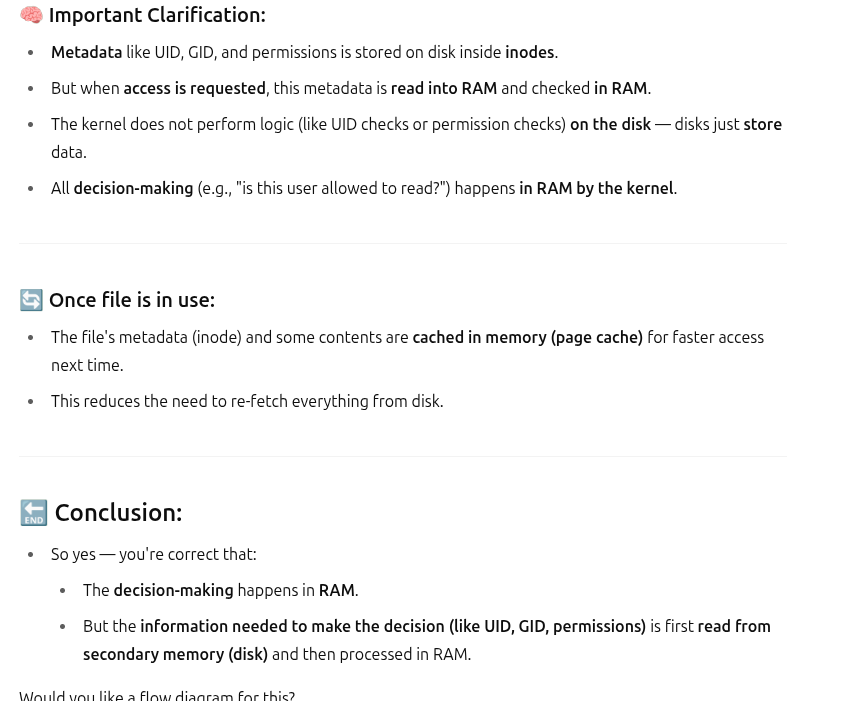 🧠 Important Clarification:
• Metadata like UID, GID, and permissions is stored on disk inside inodes.
• But when access is requested, this metadata is read into RAM and checked in RAM.
• The kernel does not perform logic (like UID checks or permission checks) on the disk — disks just store
data.
• All decision-making (e.g., "is this user allowed to read?") happens in RAM by the kernel.
🔄 Once file is in use:
• The file's metadata (inode) and some contents are cached in memory (page cache) for faster access
next time.
• This reduces the need to re-fetch everything from disk.
🔚 Conclusion:
• So yes — you're correct that:
• The decision-making happens in RAM.
• But the information needed to make the decision (like UID, GID, permissions) is first read from
secondary memory (disk) and then processed in RAM.
Would you like a flow diagram for this?